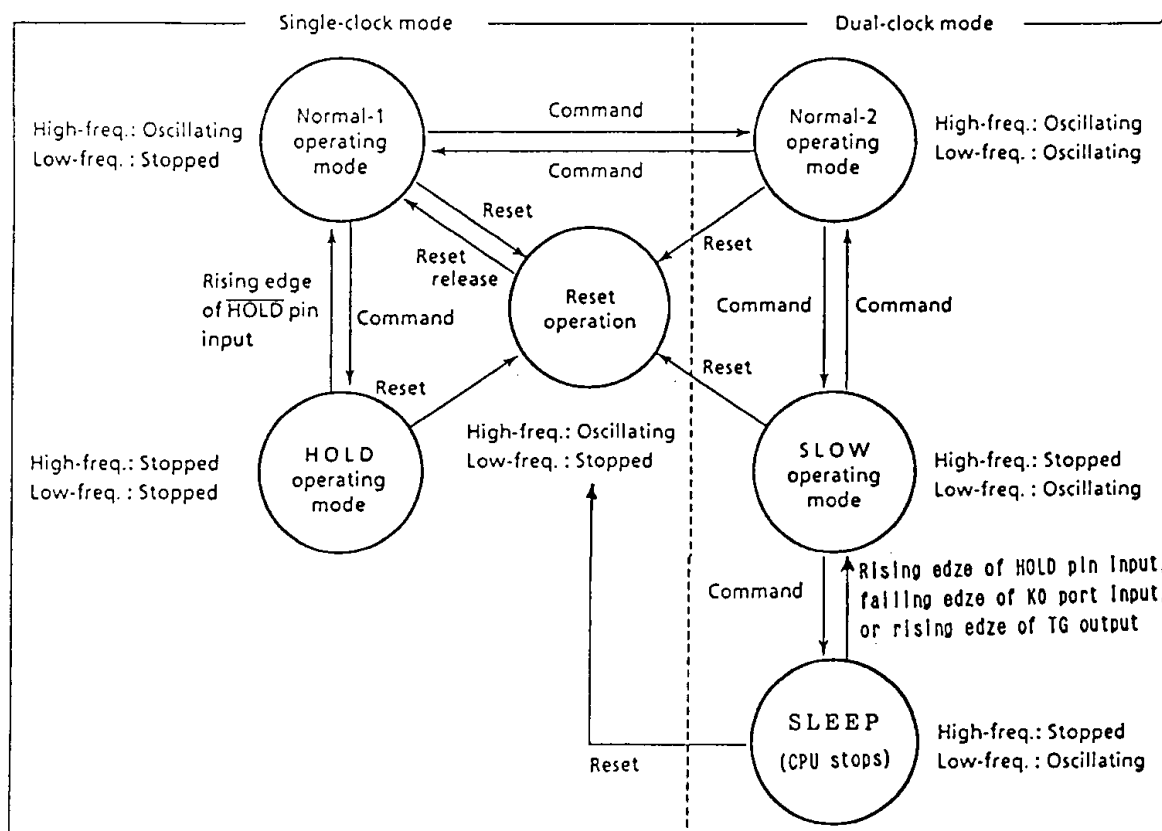 Single-clock mode
Dual-clock mode
Normal-1
operating
mode
High-freq.: Oscillating
Low-freq. : Stopped
Command
Command
Normal-2
operating
mode
High-freq.: Oscillating
Low-freq. : Oscillating
Reset
Reset
release
Reset
Rising edge
of H̅O̅L̅D̅ pin
input
Command
Reset
operation
Command
Command
Reset
Reset
HOLD
operating
mode
High-freq.: Stopped
Low-freq. : Stopped
High-freq.: Oscillating
Low-freq. : Stopped
SLOW
operating
mode
High-freq.: Stopped
Low-freq. : Oscillating
Command
Rising edze of HOLD pin Input
failing edge of K0 port Input
or rising edge of TG output
SLEEP
(CPU stops)
High-freq.: Stopped
Low-freq. : Oscillating
Reset